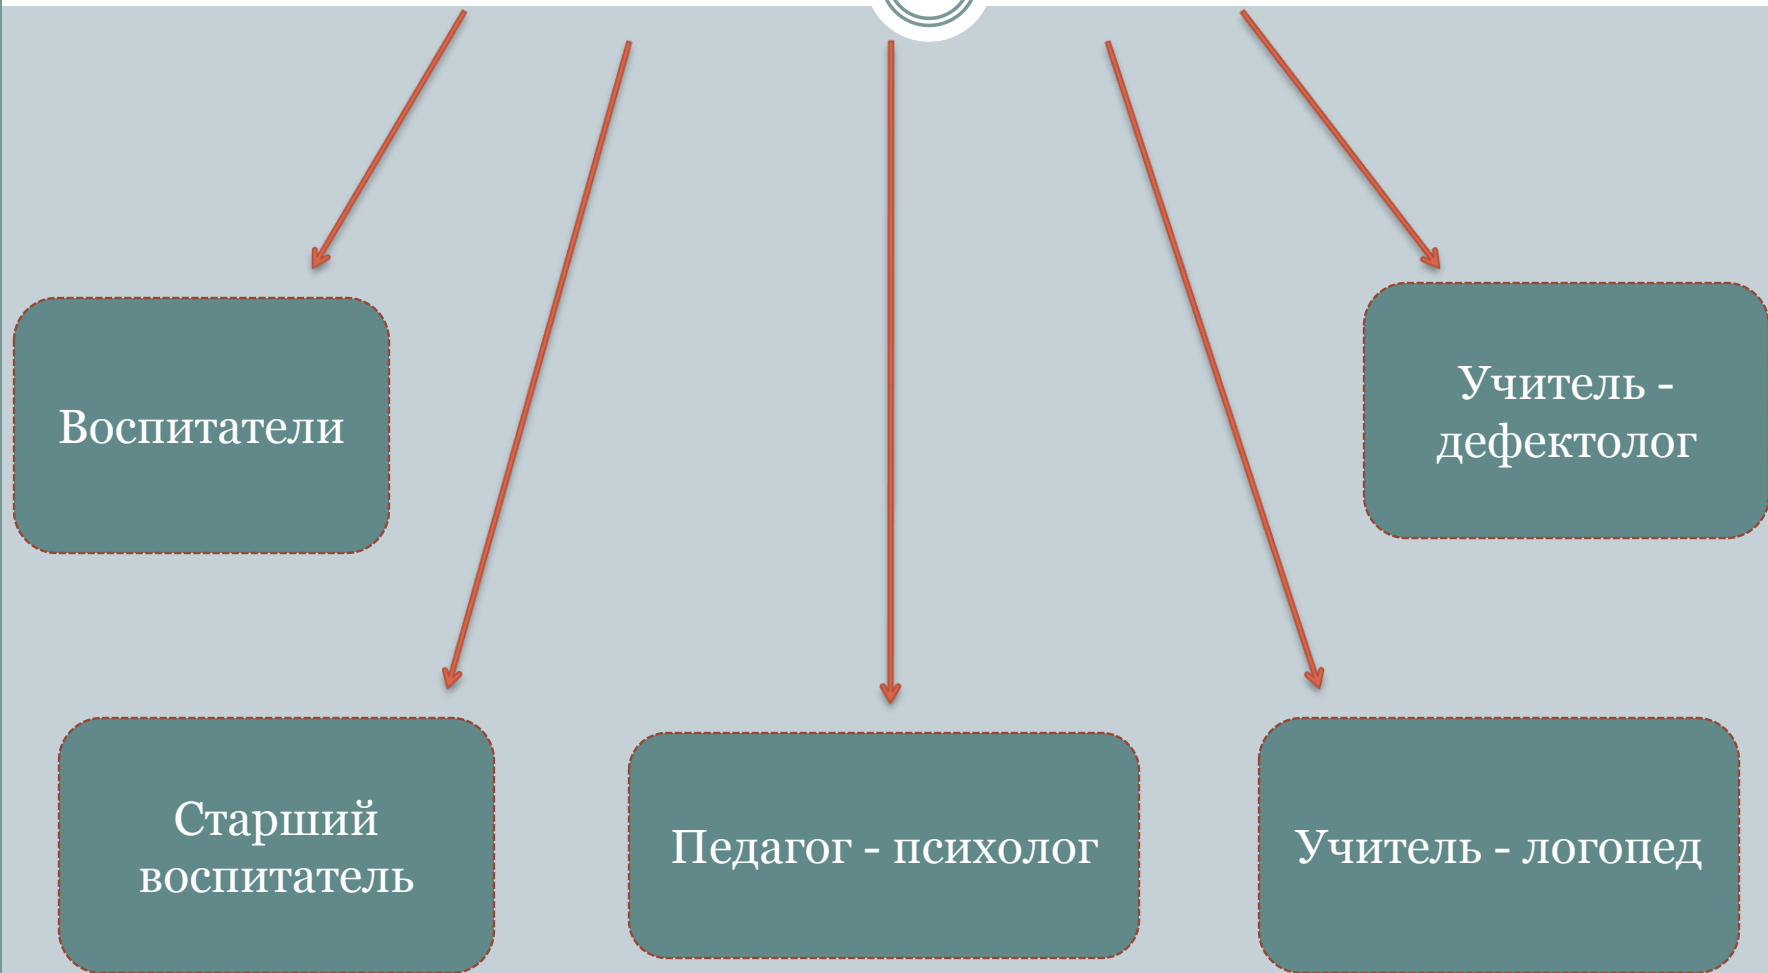 Воспитатели
Учитель -
дефектолог
Старший
воспитатель
Педагог - психолог
Учитель - логопед